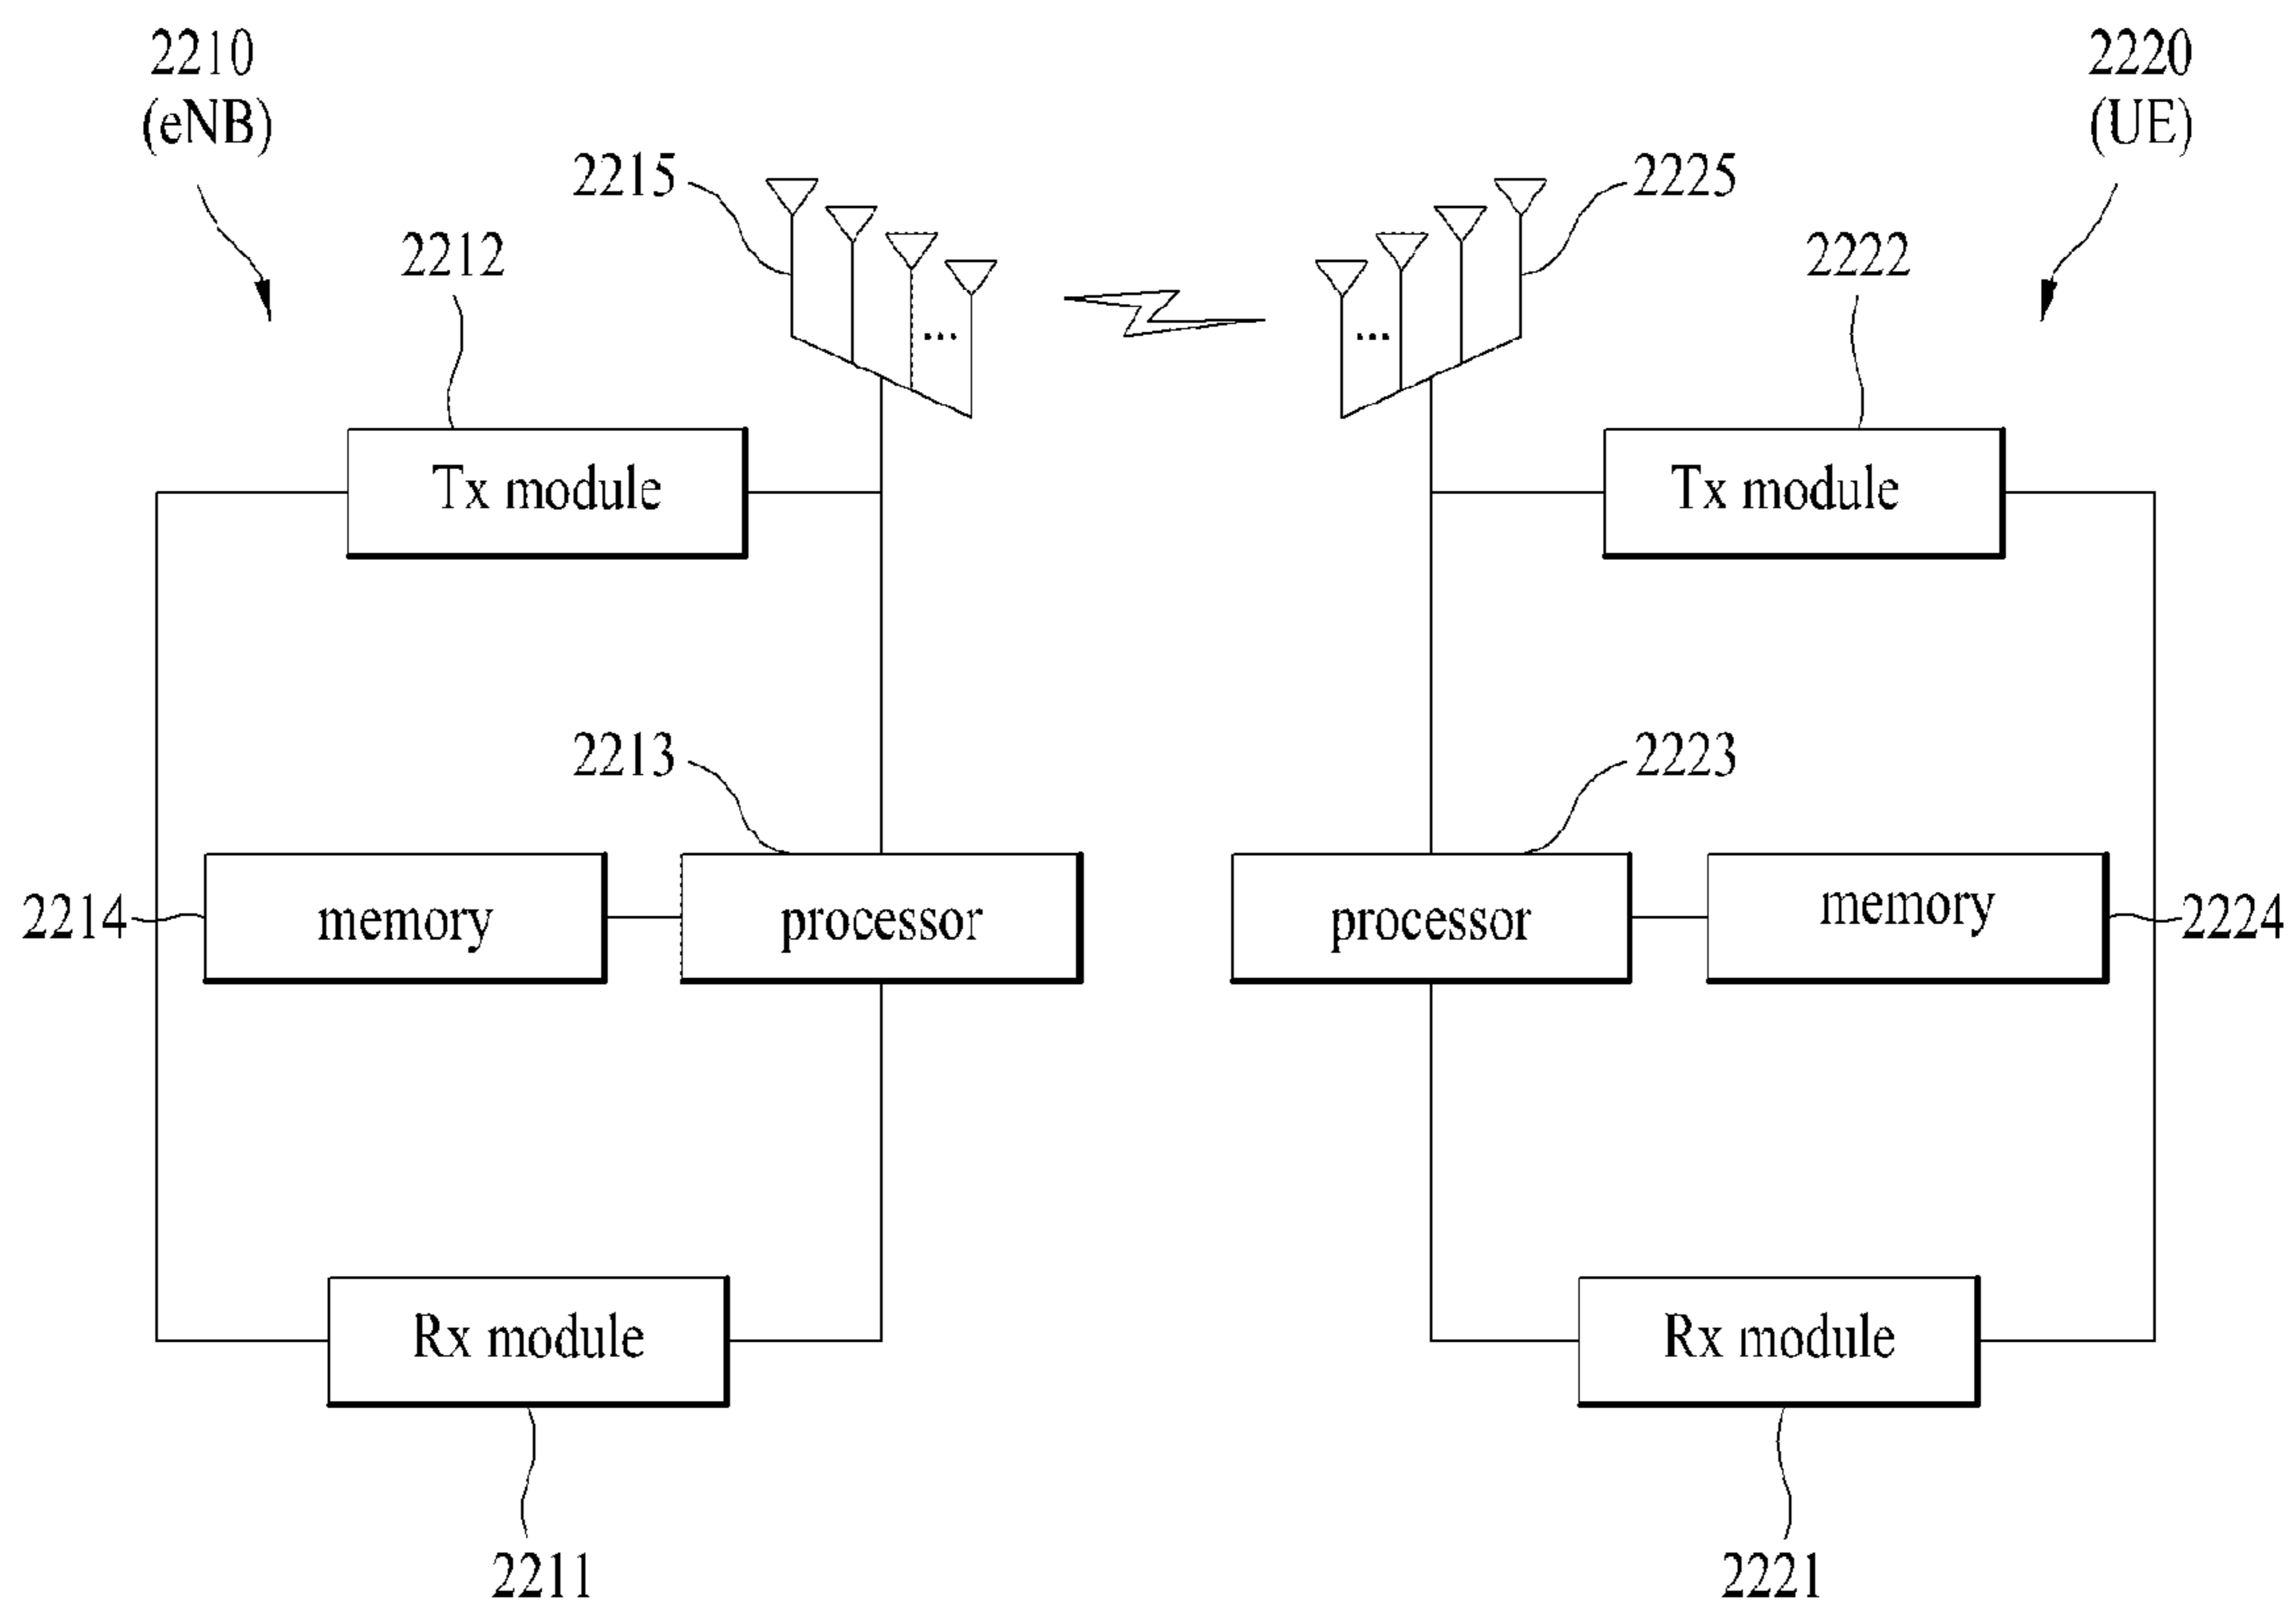 2210
(eNB)
2220
(UE)
2215
2225
2212
2222
Tx module
Tx module
2213
2223
2214
memory
processor
processor
memory
2224
Rx module
Rx module
2211
2221